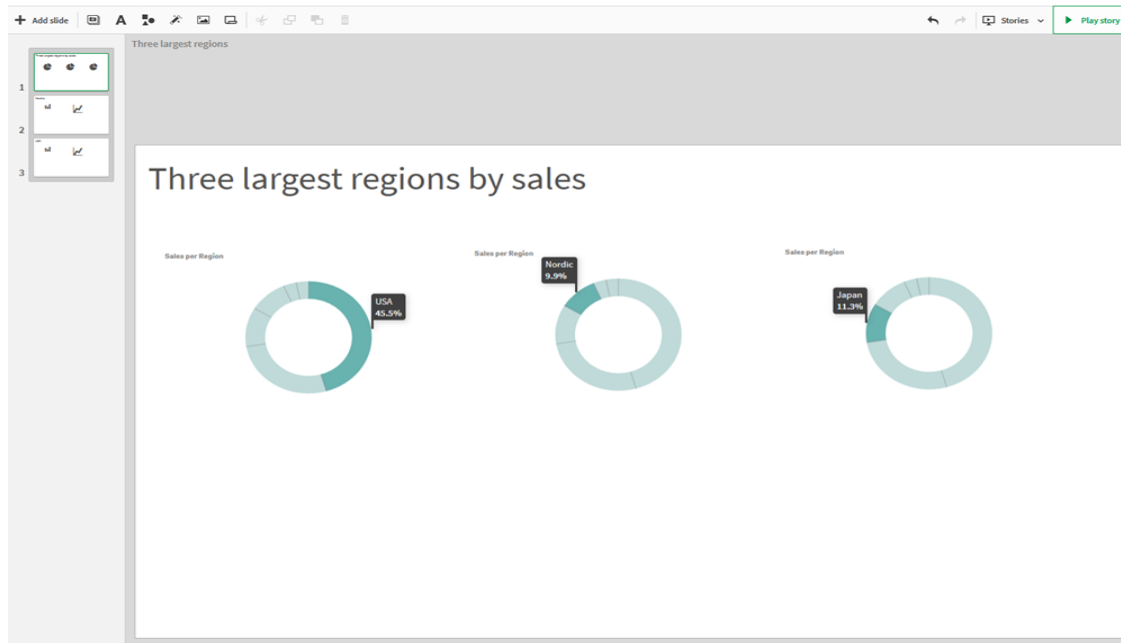 Add slide
A
Stories
Play story
Three largest regions
1
2
3
Three largest regions by sales
Sales per Region
USA
45.5%
Sales per Region
Nordic
9.9%
Sales per Region
Japan
11.3%